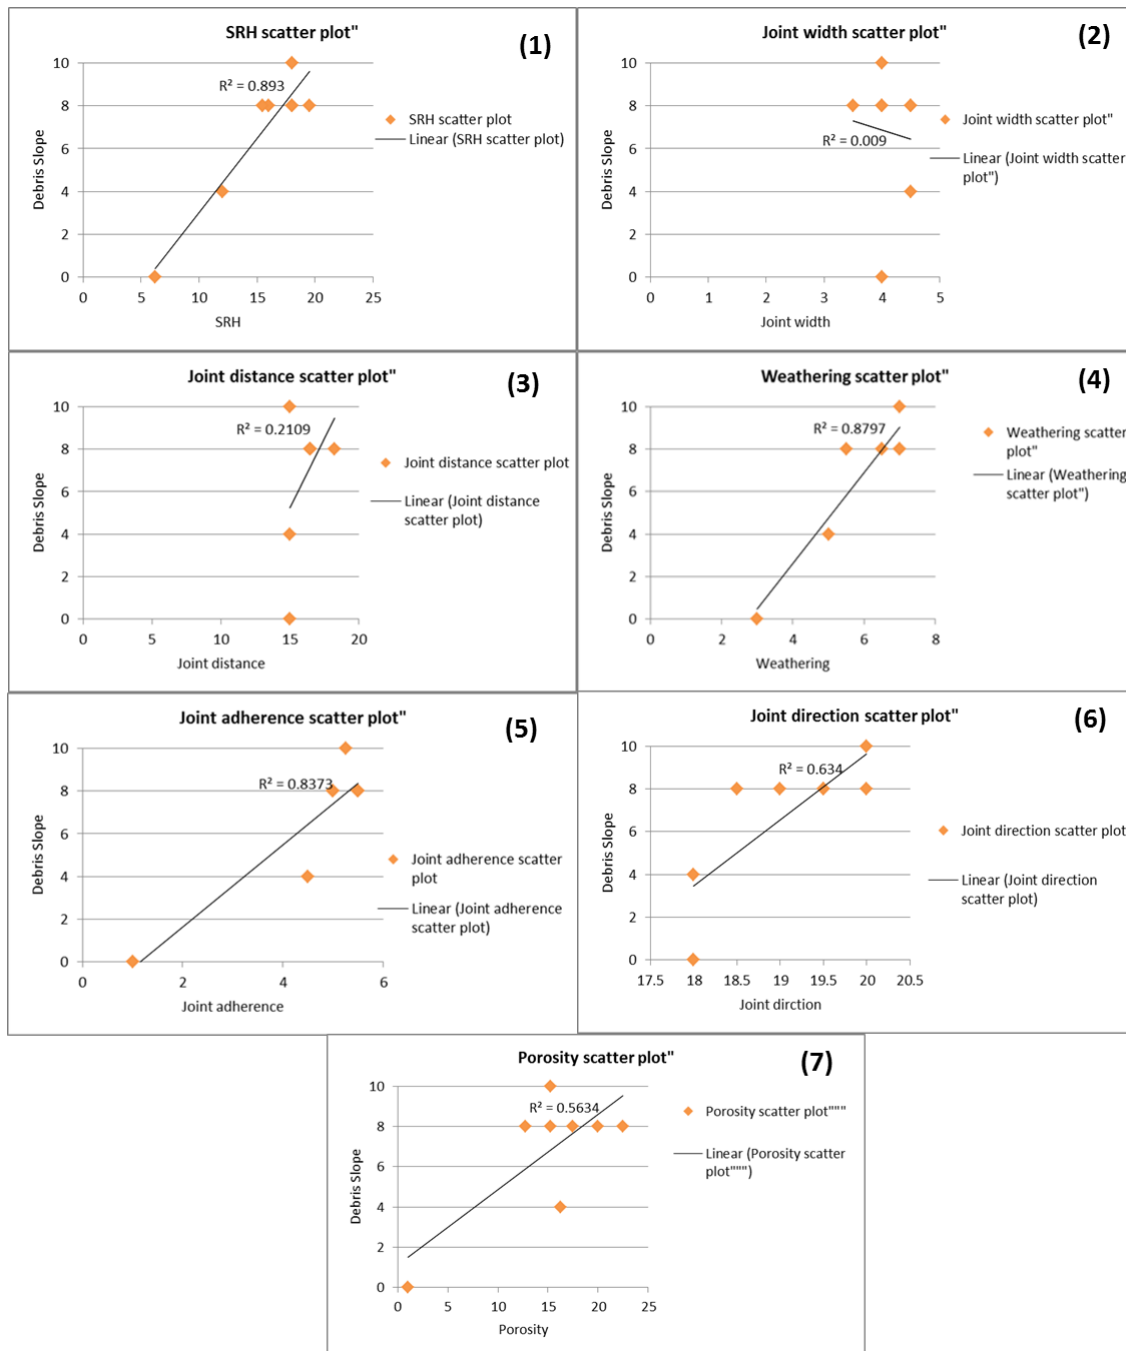 SRH scatter plot"
(1)
10
8
6
4
2
0
Debris Slope
R² = 0.893
SRH scatter plot
Linear (SRH scatter plot)
0 5 10 15 20 25
SRH
Joint width scatter plot"
(2)
10
8
6
4
2
0
Debris Slope
R² = 0.009
Joint width scatter plot"
Linear (Joint width scatter
plot")
0 1 2 3 4 5
Joint width
Joint distance scatter plot"
(3)
10
8
6
4
2
0
Debris Slope
R² = 0.2109
Joint distance scatter plot
Linear (Joint distance
scatter plot)
0 5 10 15 20
Joint distance
Weathering scatter plot"
(4)
10
8
6
4
2
0
Debris Slope
R² = 0.8797
Weathering scatter
plot"
Linear (Weathering
scatter plot")
0 2 4 6 8
Weathering
Joint adherence scatter plot"
(5)
10
8
6
4
2
0
Debris Slope
R² = 0.8373
Joint adherence scatter
plot
Linear (Joint adherence
scatter plot)
0 2 4 6
Joint adherence
Joint direction scatter plot"
(6)
10
8
6
4
2
0
Debris Slope
R² = 0.634
Joint direction scatter plot
Linear (Joint direction
scatter plot)
17.5 18 18.5 19 19.5 20 20.5
Joint dirction
Porosity scatter plot"
(7)
10
8
6
4
2
0
Debris Slope
R² = 0.5634
Porosity scatter plot"""
Linear (Porosity scatter
plot""")
0 5 10 15 20 25
Porosity